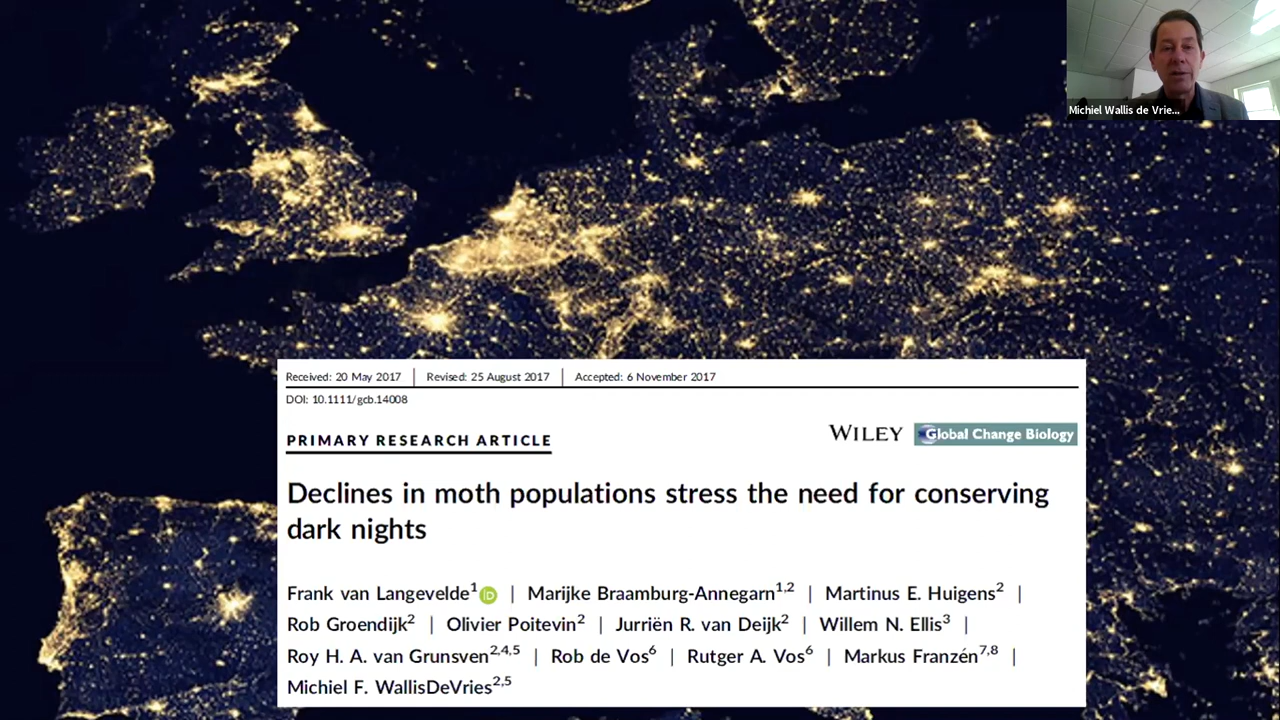 Michiel Wallis de Vrie...
Received: 20 May 2017 | Revised: 25 August 2017 | Accepted: 6 November 2017
DOI: 10.1111/gcb.14008
PRIMARY RESEARCH ARTICLE
WILEY Global Change Biology
Declines in moth populations stress the need for conserving
dark nights
Frank van Langevelde1 iD | Marijke Braamburg-Annegarn1,2 | Martinus E. Huigens2 |
Rob Groendijk2 | Olivier Poitevin2 | Jurriën R. van Deijk2 | Willem N. Ellis3 |
Roy H. A. van Grunsven2,4,5 | Rob de Vos6 | Rutger A. Vos6 | Markus Franzén7,8 |
Michiel F. WallisDeVries2,5